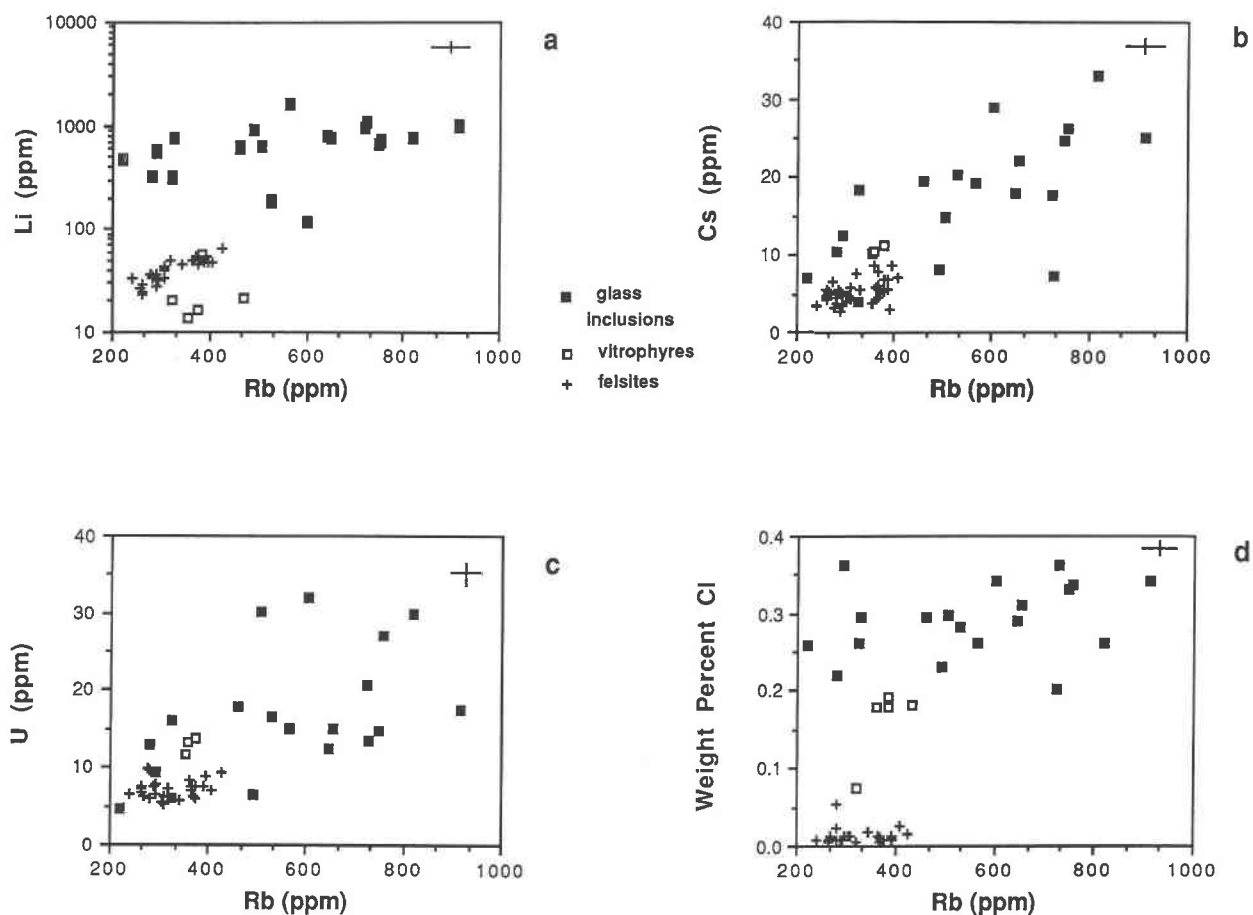 10000
1000
100
10
Li (ppm)
200 400 600 800 1000
Rb (ppm)
a
glass
inclusions
vitrophyres
felsites
40
30
20
10
0
Cs (ppm)
200 400 600 800 1000
Rb (ppm)
b
40
30
20
10
0
U (ppm)
200 400 600 800 1000
Rb (ppm)
c
0.4
0.3
0.2
0.1
0.0
Weight Percent Cl
200 400 600 800 1000
Rb (ppm)
d